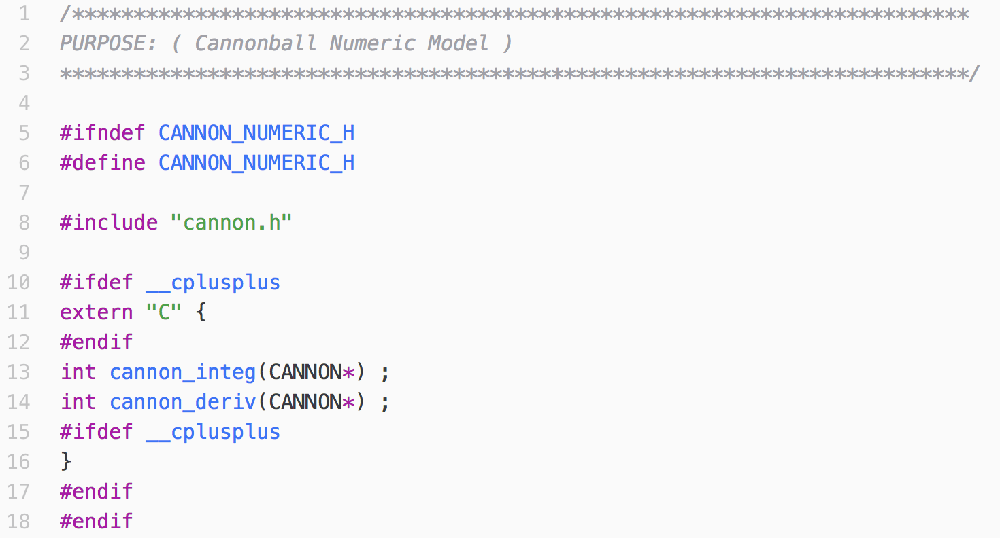 1 /*************************************************************************
2 PURPOSE: ( Cannonball Numeric Model )
3 **************************************************************************/
4
5 #ifndef CANNON_NUMERIC_H
6 #define CANNON_NUMERIC_H
7
8 #include "cannon.h"
9
10 #ifdef __cplusplus
11 extern "C" {
12 #endif
13 int cannon_integ(CANNON*) ;
14 int cannon_deriv(CANNON*) ;
15 #ifdef __cplusplus
16 }
17 #endif
18 #endif